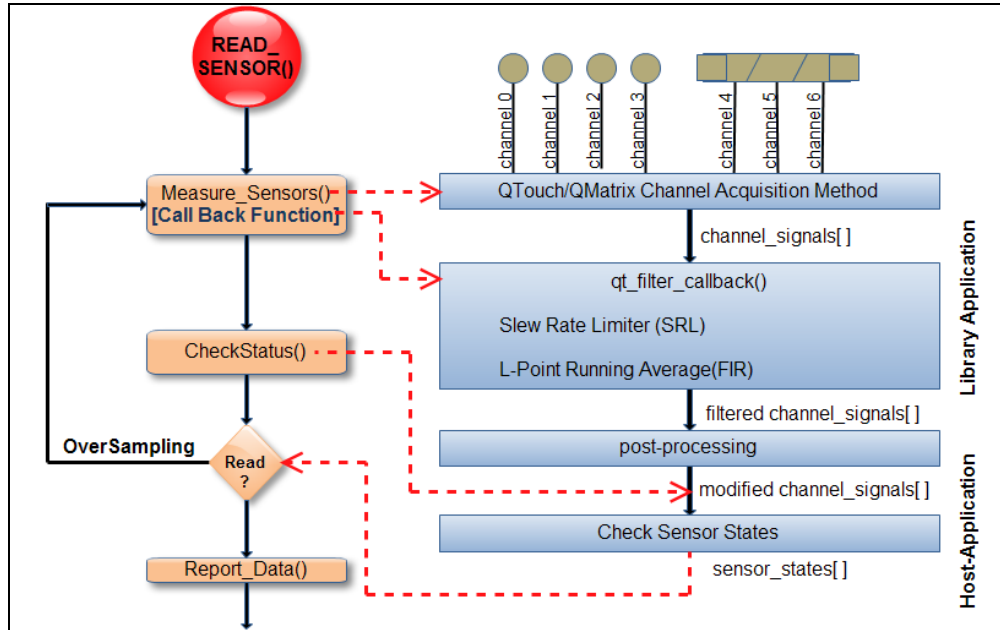 READ_
SENSOR()
Measure_Sensors()
[Call Back Function]
CheckStatus()
OverSampling
Read
?
Report_Data()
channel 0
channel 1
channel 2
channel 3
channel 4
channel 5
channel 6
QTouch/QMatrix Channel Acquisition Method
channel_signals[ ]
qt_filter_callback()
Slew Rate Limiter (SRL)
L-Point Running Average(FIR)
filtered channel_signals[ ]
post-processing
modified channel_signals[ ]
Check Sensor States
sensor_states[ ]
Library Application
Host-Application